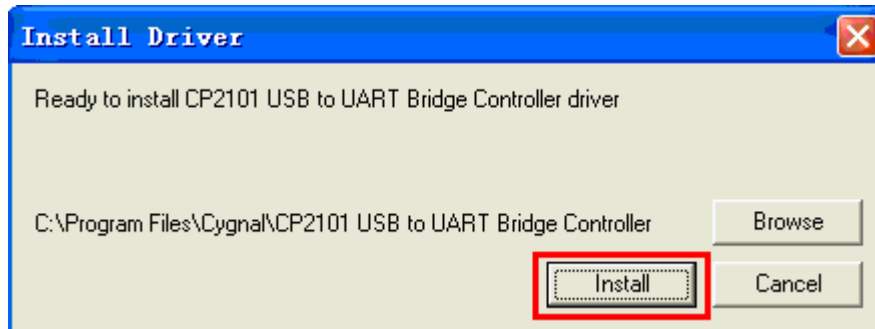 Install Driver
Ready to install CP2101 USB to UART Bridge Controller driver
C:\Program Files\Cygnal\CP2101 USB to UART Bridge Controller
Browse
Install
Cancel